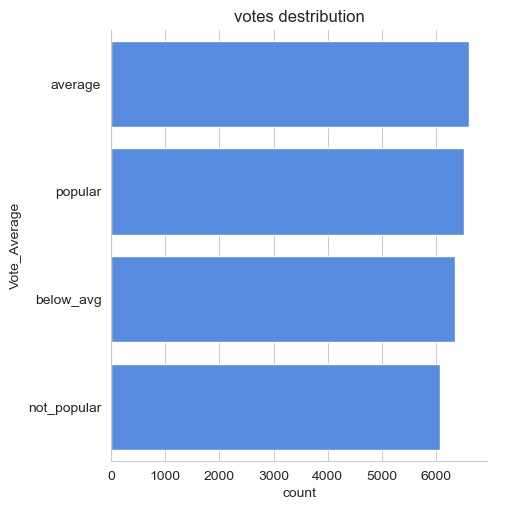 votes destribution
average
popular
below_avg
not_popular
Vote_Average
0 1000 2000 3000 4000 5000 6000
count